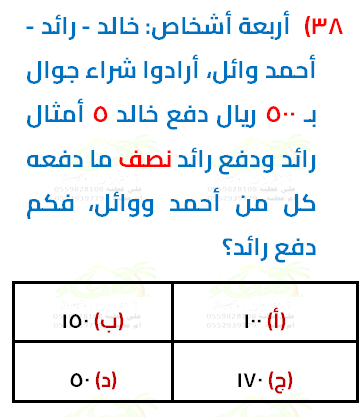 ٣٨) أربعة أشخاص: خالد - رائد -
أحمد وائل، أرادوا شراء جوال
بـ ٥٠٠ ريال دفع خالد ٥ أمثال
رائد ودفع رائد نصف ما دفعه
كل من أحمد ووائل، فكم
دفع رائد؟
(أ) ١٠٠ (ب) ١٥٠
(ج) ١٧٠ (د) ٥٠